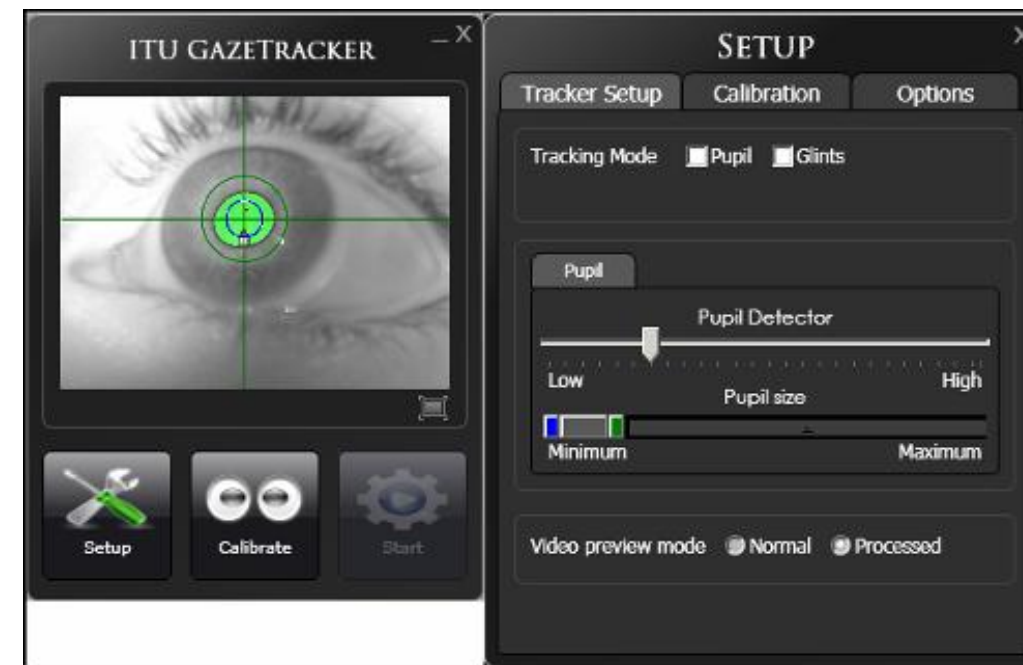 ITU GAZETRACKER
_ X
Setup
Calibrate
Start
SETUP
X
Tracker Setup
Calibration
Options
Tracking Mode Pupil Glints
Pupil
Pupil Detector
Low High
Pupil size
Minimum Maximum
Video preview mode Normal Processed